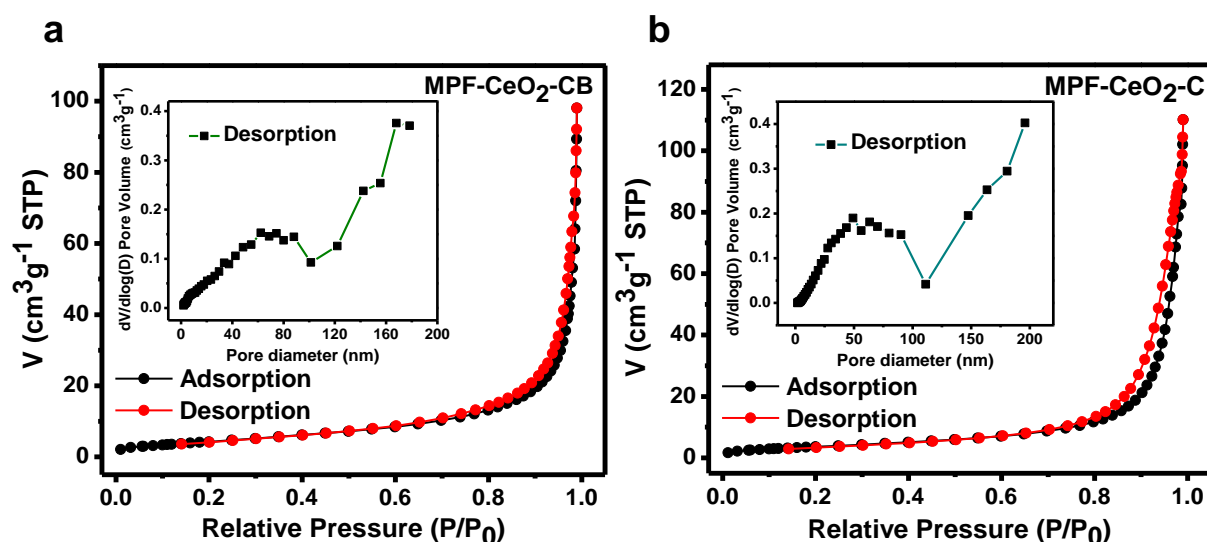 a
MPF-CeO2-CB
V (cm3g-1 STP)
100
80
60
40
20
0
0.0 0.2 0.4 0.6 0.8 1.0
Relative Pressure (P/P0)
Adsorption
Desorption
dV/dlog(D) Pore Volume (cm3g-1)
0.4
0.3
0.2
0.1
0.0
Desorption
0 40 80 120 160 200
Pore diameter (nm)
b
MPF-CeO2-C
V (cm3g-1 STP)
120
100
80
60
40
20
0
0.0 0.2 0.4 0.6 0.8 1.0
Relative Pressure (P/P0)
Adsorption
Desorption
dV/dlog(D) Pore Volume (cm3g-1)
0.4
0.3
0.2
0.1
0.0
Desorption
0 50 100 150 200
Pore diameter (nm)